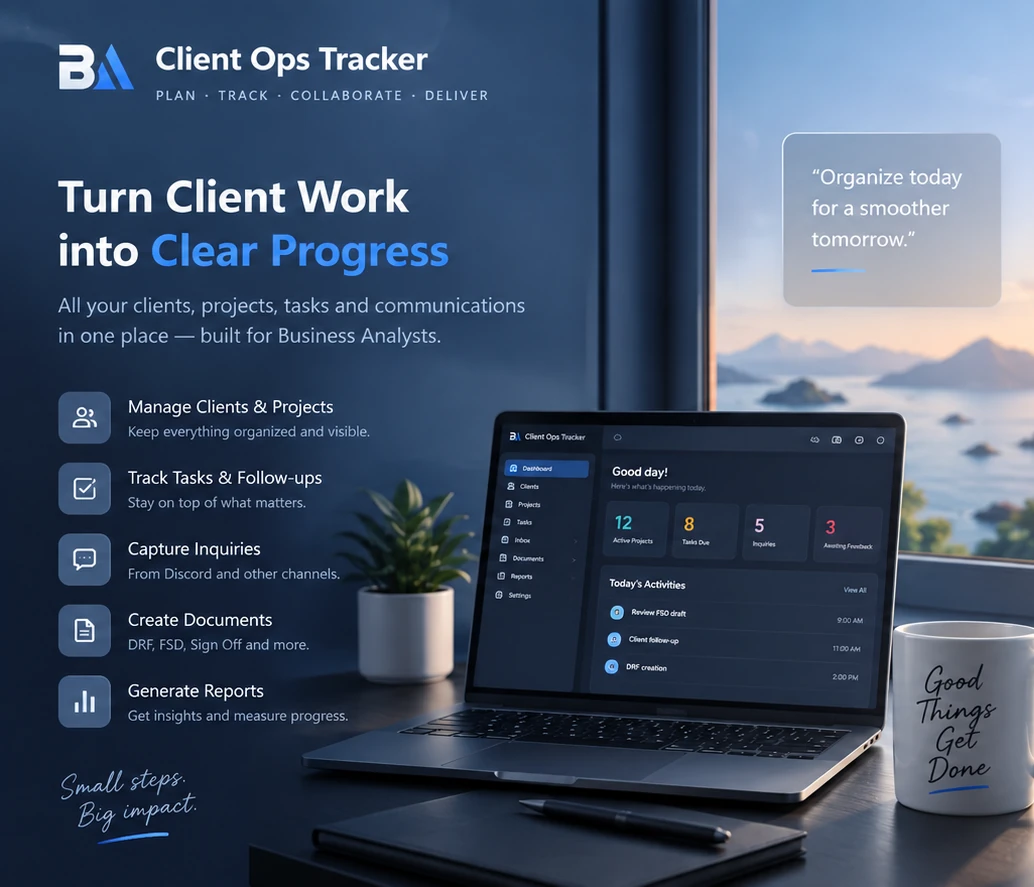 BA
Client Ops Tracker
PLAN · TRACK · COLLABORATE · DELIVER
Turn Client Work
into Clear Progress
All your clients, projects, tasks and communications
in one place — built for Business Analysts.
Manage Clients & Projects
Keep everything organized and visible.
Track Tasks & Follow-ups
Stay on top of what matters.
Capture Inquiries
From Discord and other channels.
Create Documents
DRF, FSD, Sign Off and more.
Generate Reports
Get insights and measure progress.
Small steps.
Big impact.
“Organize today
for a smoother
tomorrow.”
BA Client Ops Tracker
Dashboard
Clients
Projects
Tasks
Inbox
Documents
Reports
Settings
Good day!
Here's what's happening today.
12
Active Projects
8
Tasks Due
5
Inquiries
3
Awaiting Feedback
Today's Activities
View All
Review FSD draft
9:00 AM
Client follow-up
11:00 AM
DRF creation
2:00 PM
Good
Things
Get
Done